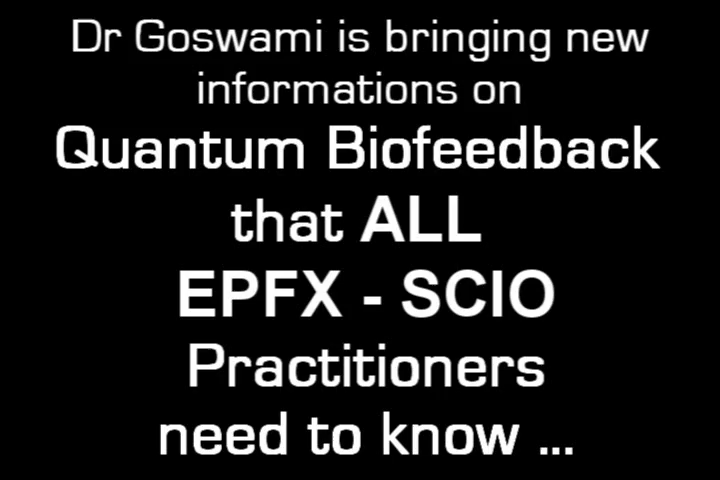 Dr Goswami is bringing new
informations on
Quantum Biofeedback
that ALL
EPFX - SCIO
Practitioners
need to know ...